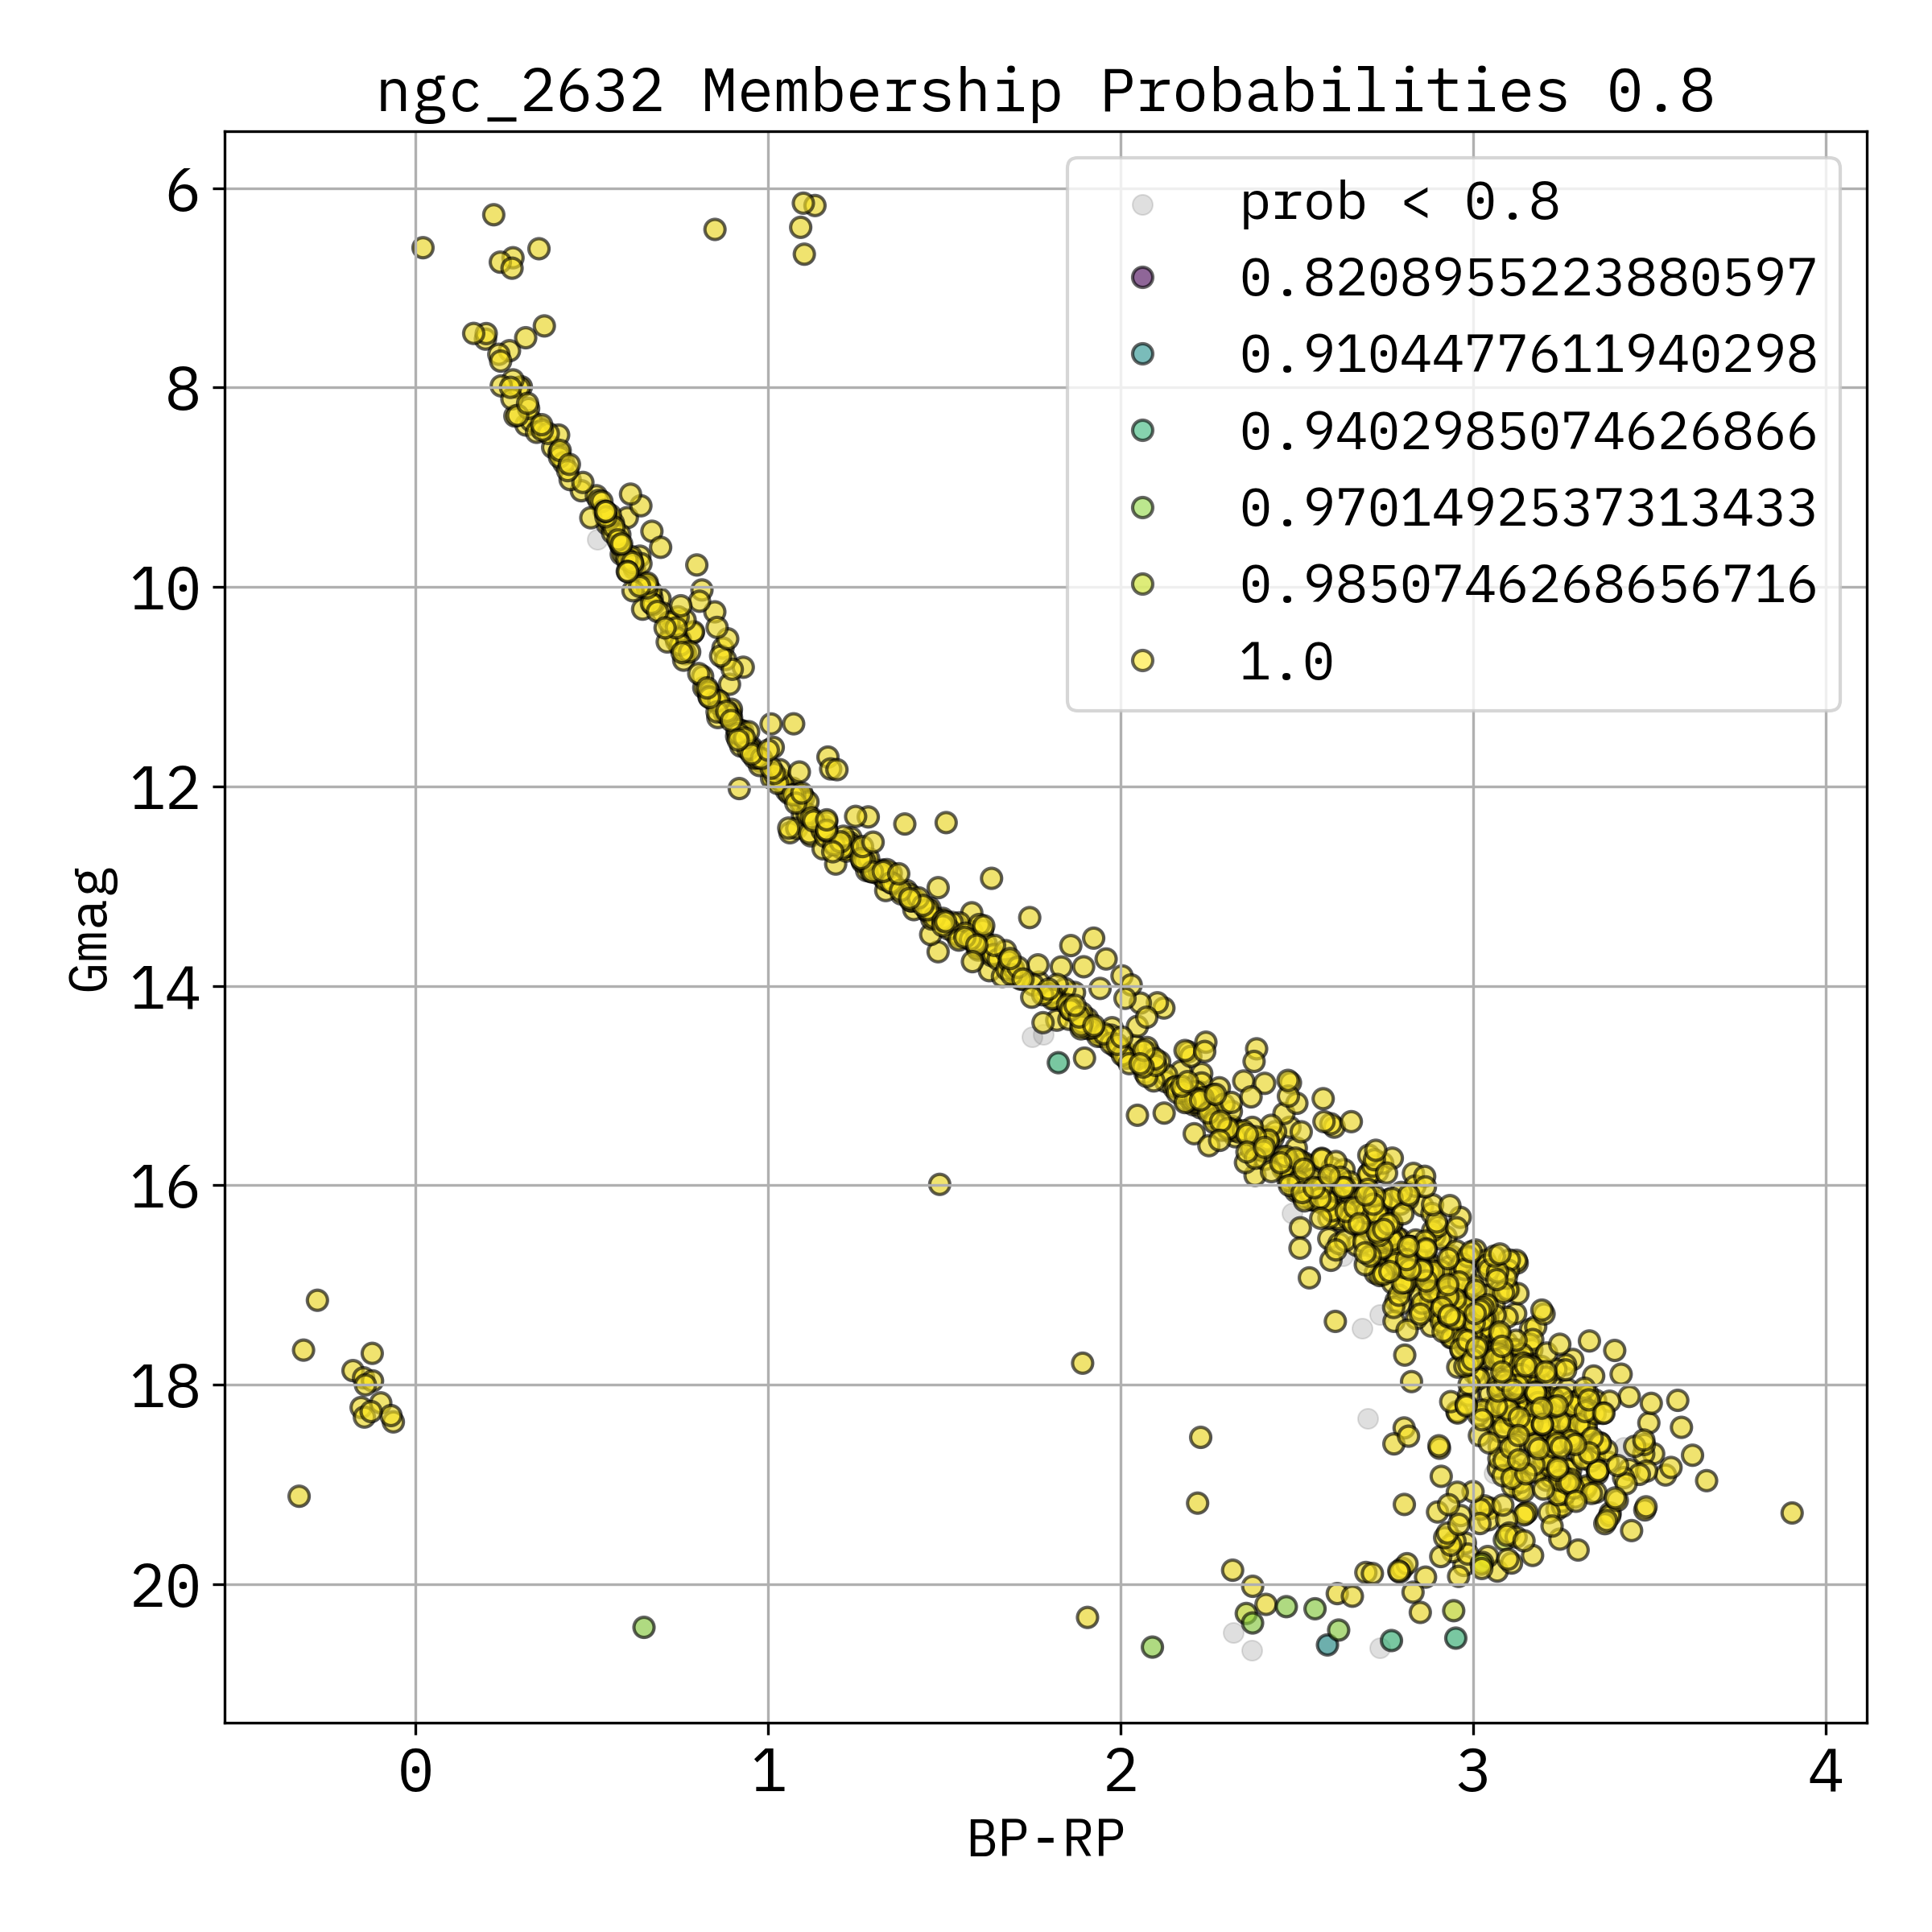 ngc_2632 Membership Probabilities 0.8
prob < 0.8
0.8208955223880597
0.9104477611940298
0.9402985074626866
0.9701492537313433
0.9850746268656716
1.0
Gmag
6
8
10
12
14
16
18
20
0 1 2 3 4
BP-RP